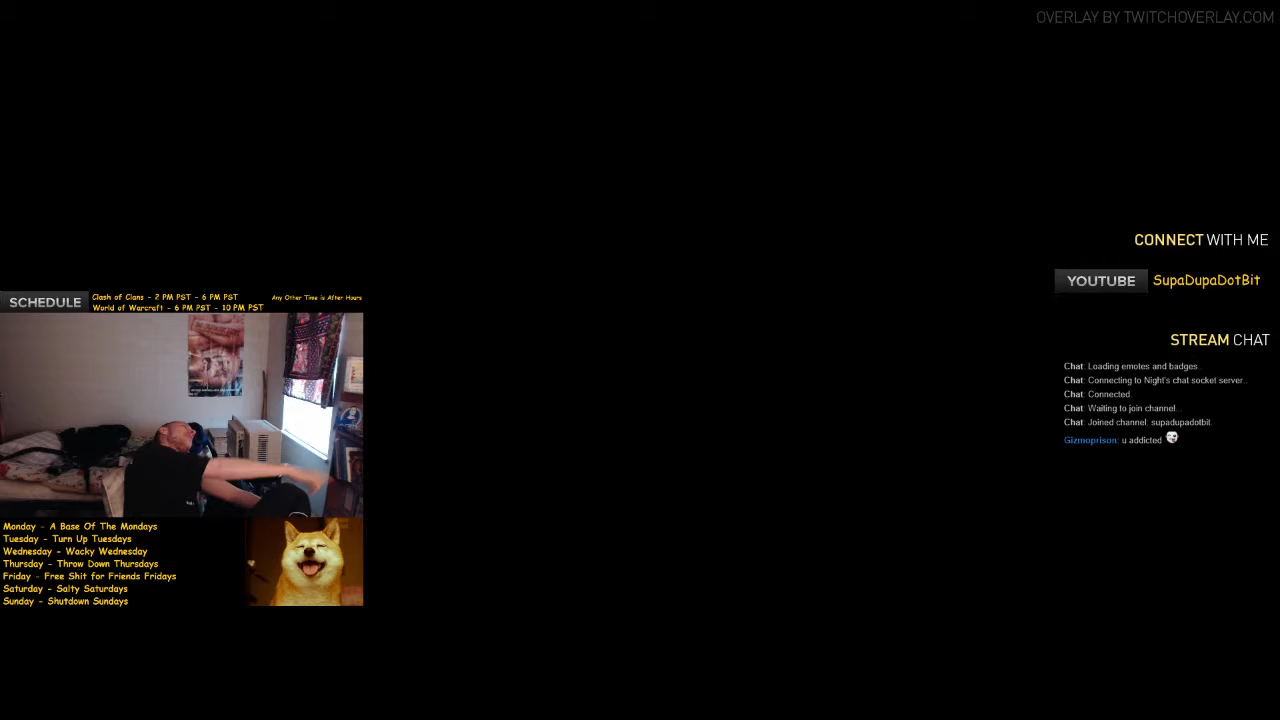 OVERLAY BY TWITCHOVERLAY.COM
CONNECT WITH ME
YOUTUBE SupaDupaDotBit
SCHEDULE
Clash of Clans - 2 PM PST - 6 PM PST
Any Other Time is After Hours
World of Warcraft - 6 PM PST - 10 PM PST
STREAM CHAT
Chat: Loading emotes and badges..
Chat: Connecting to Night's chat socket server..
Chat: Connected.
Chat: Waiting to join channel...
Chat: Joined channel: supadupadotbit.
Gizmoprison: u addicted
Monday - A Base Of The Mondays
Tuesday - Turn Up Tuesdays
Wednesday - Wacky Wednesday
Thursday - Throw Down Thursdays
Friday - Free Shit for Friends Fridays
Saturday - Salty Saturdays
Sunday - Shutdown Sundays